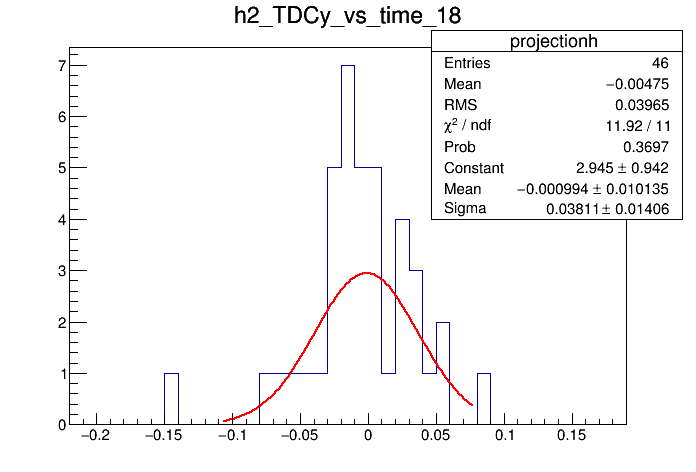 h2_TDCy_vs_time_18
projectionh
Entries 46
Mean −0.00475
RMS 0.03965
χ² / ndf 11.92 / 11
Prob 0.3697
Constant 2.945 ± 0.942
Mean −0.000994 ± 0.010135
Sigma 0.03811 ± 0.01406
7
6
5
4
3
2
1
0
−0.2 −0.15 −0.1 −0.05 0 0.05 0.1 0.15